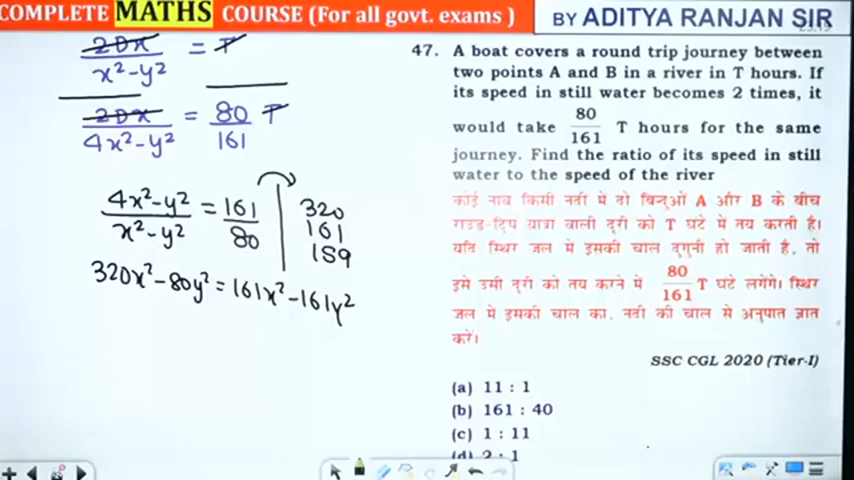 COMPLETE MATHS COURSE (For all govt. exams )
BY ADITYA RANJAN SIR
20x/x²-y² = T
20x/4x²-y² = 80/161 T
4x²-y²/x²-y² = 161/80
320
161
159
320x²-80y² = 161x²-161y²
47. A boat covers a round trip journey between
two points A and B in a river in T hours. If
its speed in still water becomes 2 times, it
would take 80/161 T hours for the same
journey. Find the ratio of its speed in still
water to the speed of the river
कोई नाव किसी नदी में दो बिन्दुओं A और B के बीच
राउंड-ट्रिप यात्रा वाली दूरी को T घंटे में तय करती है।
यदि स्थिर जल में इसकी चाल दुगुनी हो जाती है, तो
इसे उसी दूरी को तय करने में 80/161 T घंटे लगेंगे। स्थिर
जल में इसकी चाल का, नदी की चाल से अनुपात ज्ञात
करें।
SSC CGL 2020 (Tier-I)
(a) 11 : 1
(b) 161 : 40
(c) 1 : 11
(d) 2 : 1